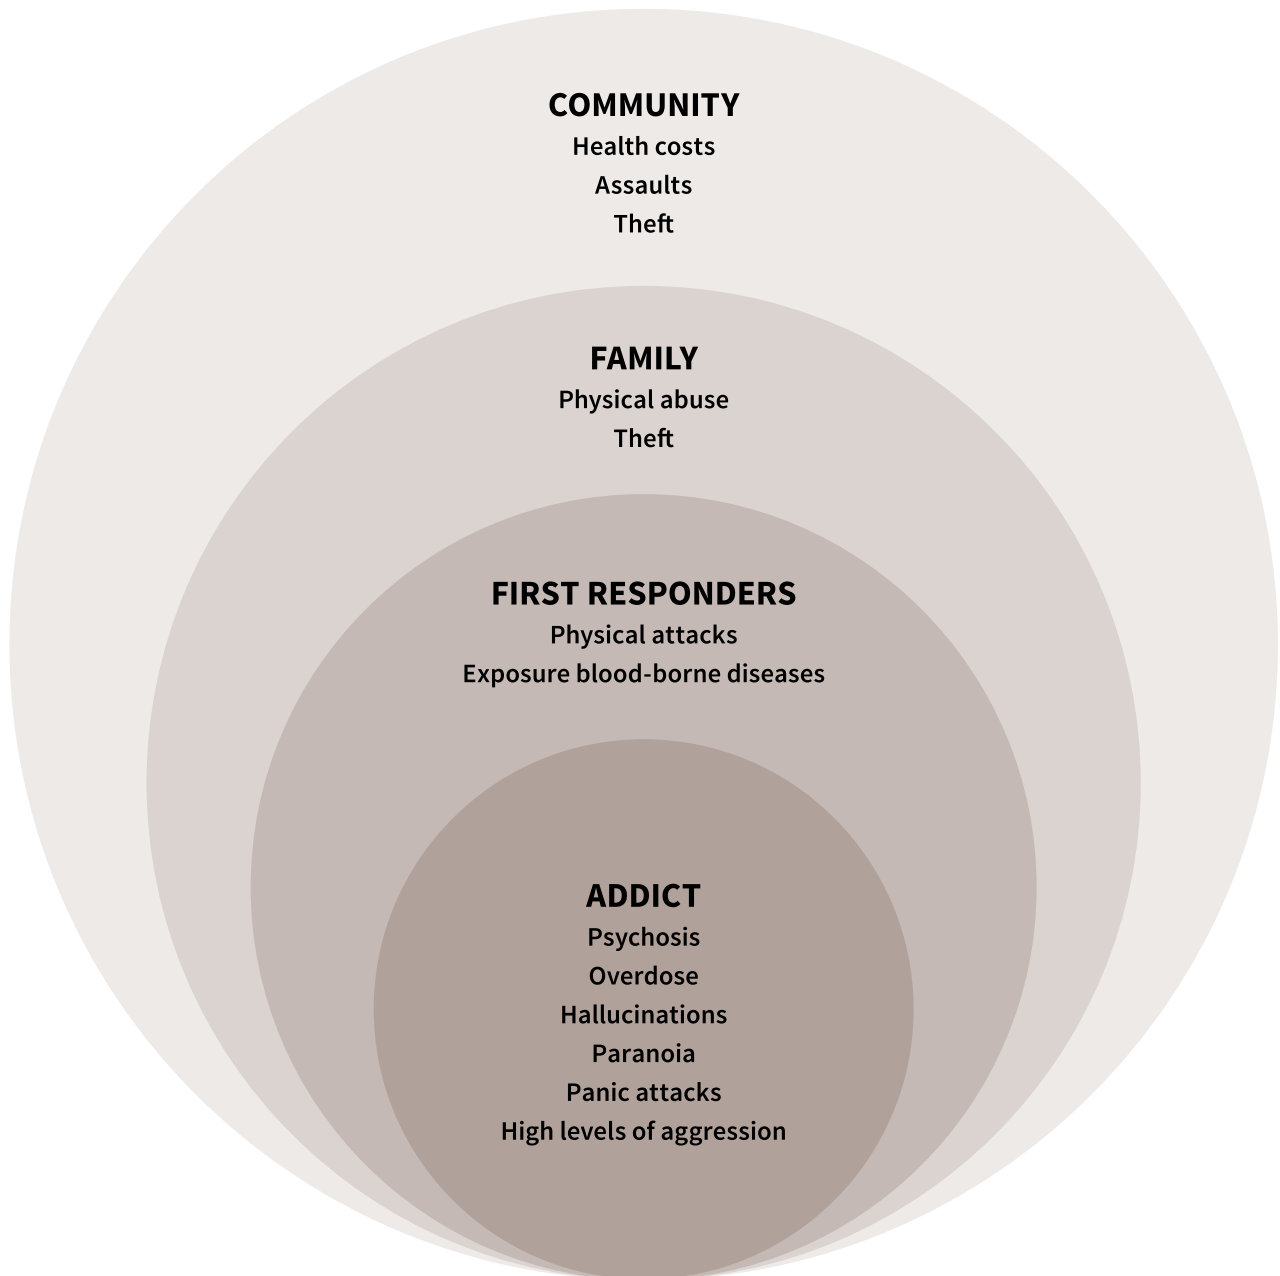 COMMUNITY
Health costs
Assaults
Theft
FAMILY
Physical abuse
Theft
FIRST RESPONDERS
Physical attacks
Exposure blood-borne diseases
ADDICT
Psychosis
Overdose
Hallucinations
Paranoia
Panic attacks
High levels of aggression